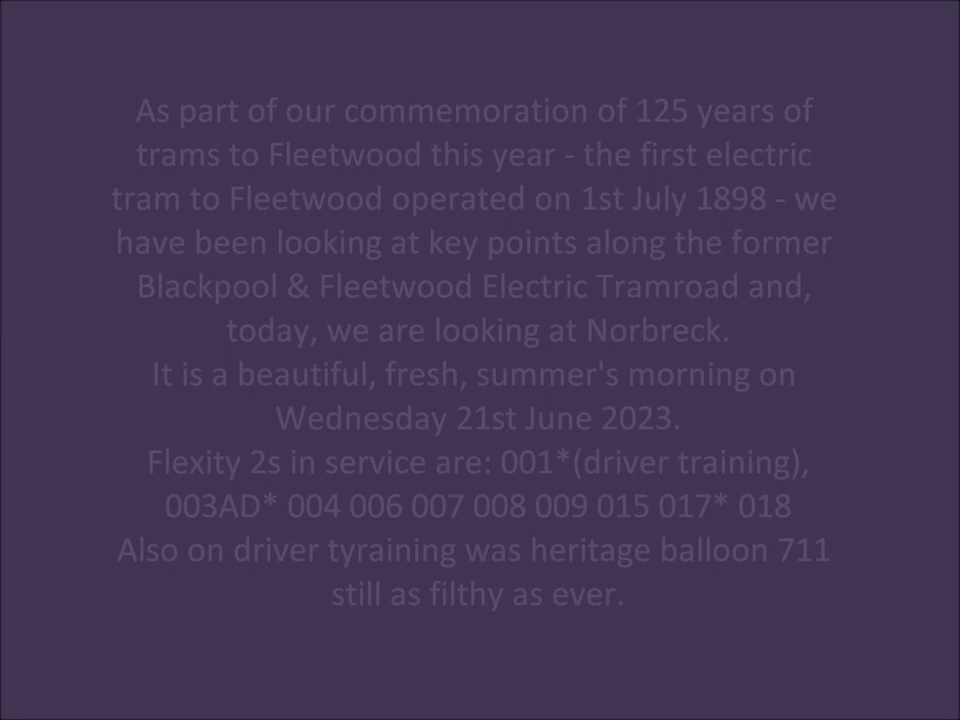 As part of our commemoration of 125 years of
trams to Fleetwood this year - the first electric
tram to Fleetwood operated on 1st July 1898 - we
have been looking at key points along the former
Blackpool & Fleetwood Electric Tramroad and,
today, we are looking at Norbreck.
It is a beautiful, fresh, summer's morning on
Wednesday 21st June 2023.
Flexity 2s in service are: 001*(driver training),
003AD* 004 006 007 008 009 015 017* 018
Also on driver tyraining was heritage balloon 711
still as filthy as ever.